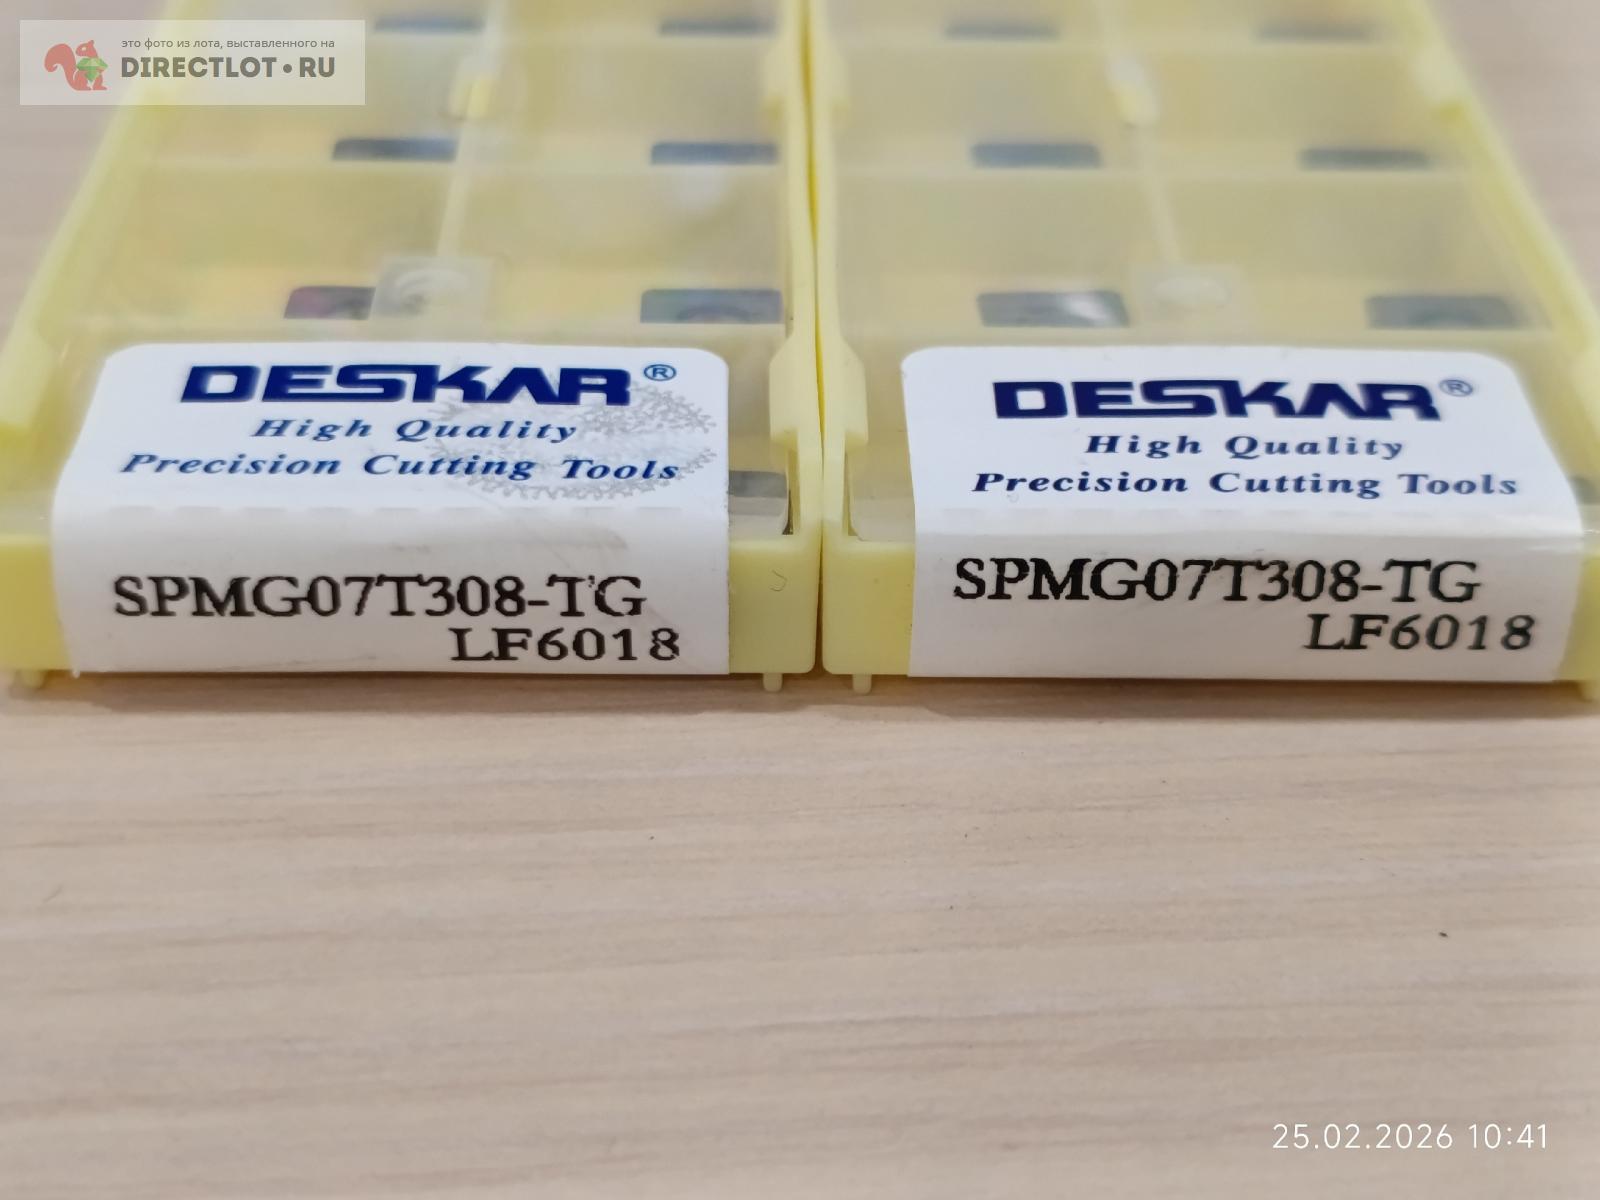 это фото из лота, выставленного на
DIRECTLOT•RU
DESKAR®
High Quality
Precision Cutting Tools
SPMG07T308-TG
LF6018
DESKAR®
High Quality
Precision Cutting Tools
SPMG07T308-TG
LF6018
25.02.2026 10:41